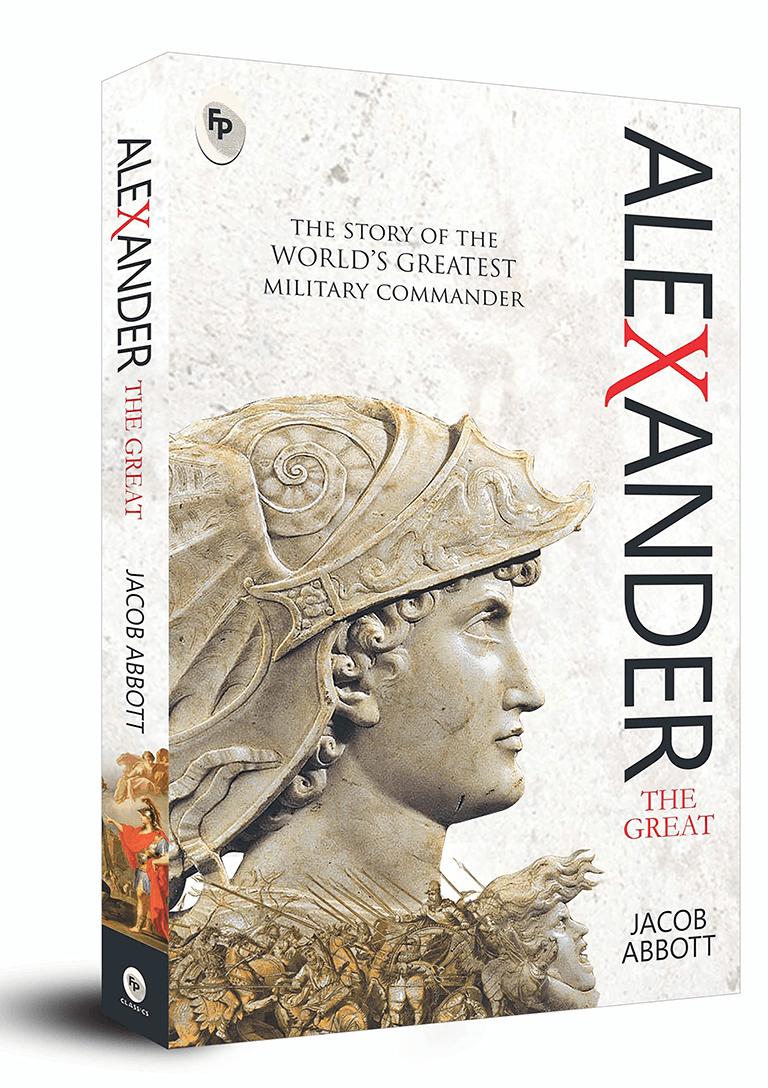 ALEXANDER
THE GREAT
JACOB ABBOTT
FP
CLASSICS
FP
THE STORY OF THE
WORLD'S GREATEST
MILITARY COMMANDER
ALEXANDER
THE
GREAT
JACOB
ABBOTT